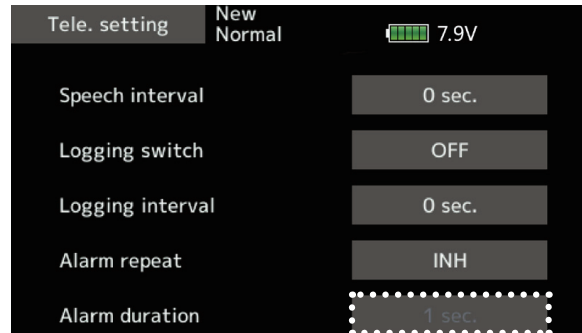 Tele. setting
New
Normal
7.9V
Speech interval 0 sec.
Logging switch OFF
Logging interval 0 sec.
Alarm repeat INH
Alarm duration 1 sec.